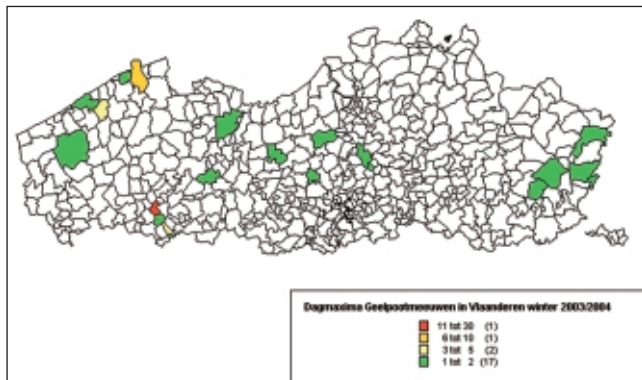 Dagmaxima Geelpootmeeuwen in Vlaanderen winter 2003/2004
11 tot 30 (1)
6 tot 10 (1)
3 tot 5 (2)
1 tot 2 (17)